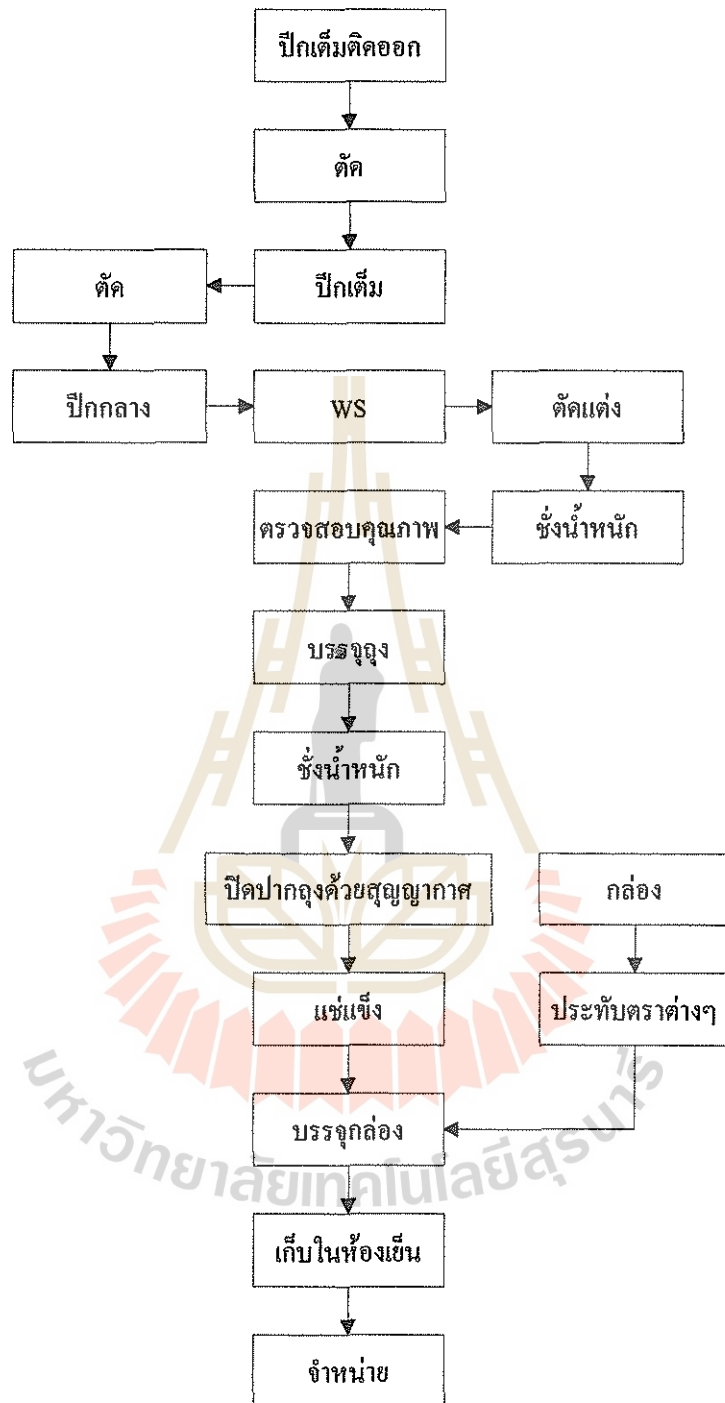 ปีกเต็มติดออก
ตัด
ตัด
ปีกเต็ม
ปีกกลาง
WS
ตัดแต่ง
ตรวจสอบคุณภาพ
ชั่งน้ำหนัก
บรรจุถุง
ชั่งน้ำหนัก
ปิดปากถุงด้วยสุญญากาศ
กล่อง
แช่แข็ง
ประทับตราต่างๆ
บรรจุกล่อง
เก็บในห้องเย็น
จำหน่าย
มหาวิทยาลัยเทคโนโลยีสุรนารี